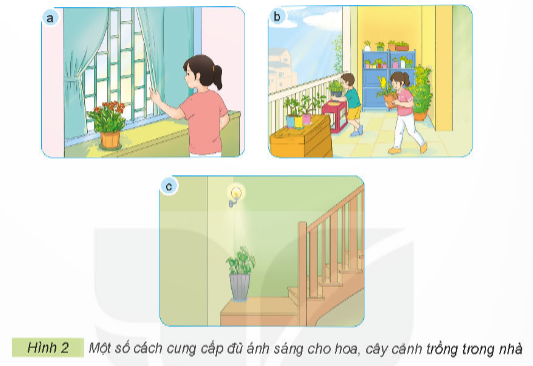 a
b
c
Hình 2 Một số cách cung cấp đủ ánh sáng cho hoa, cây cảnh trồng trong nhà